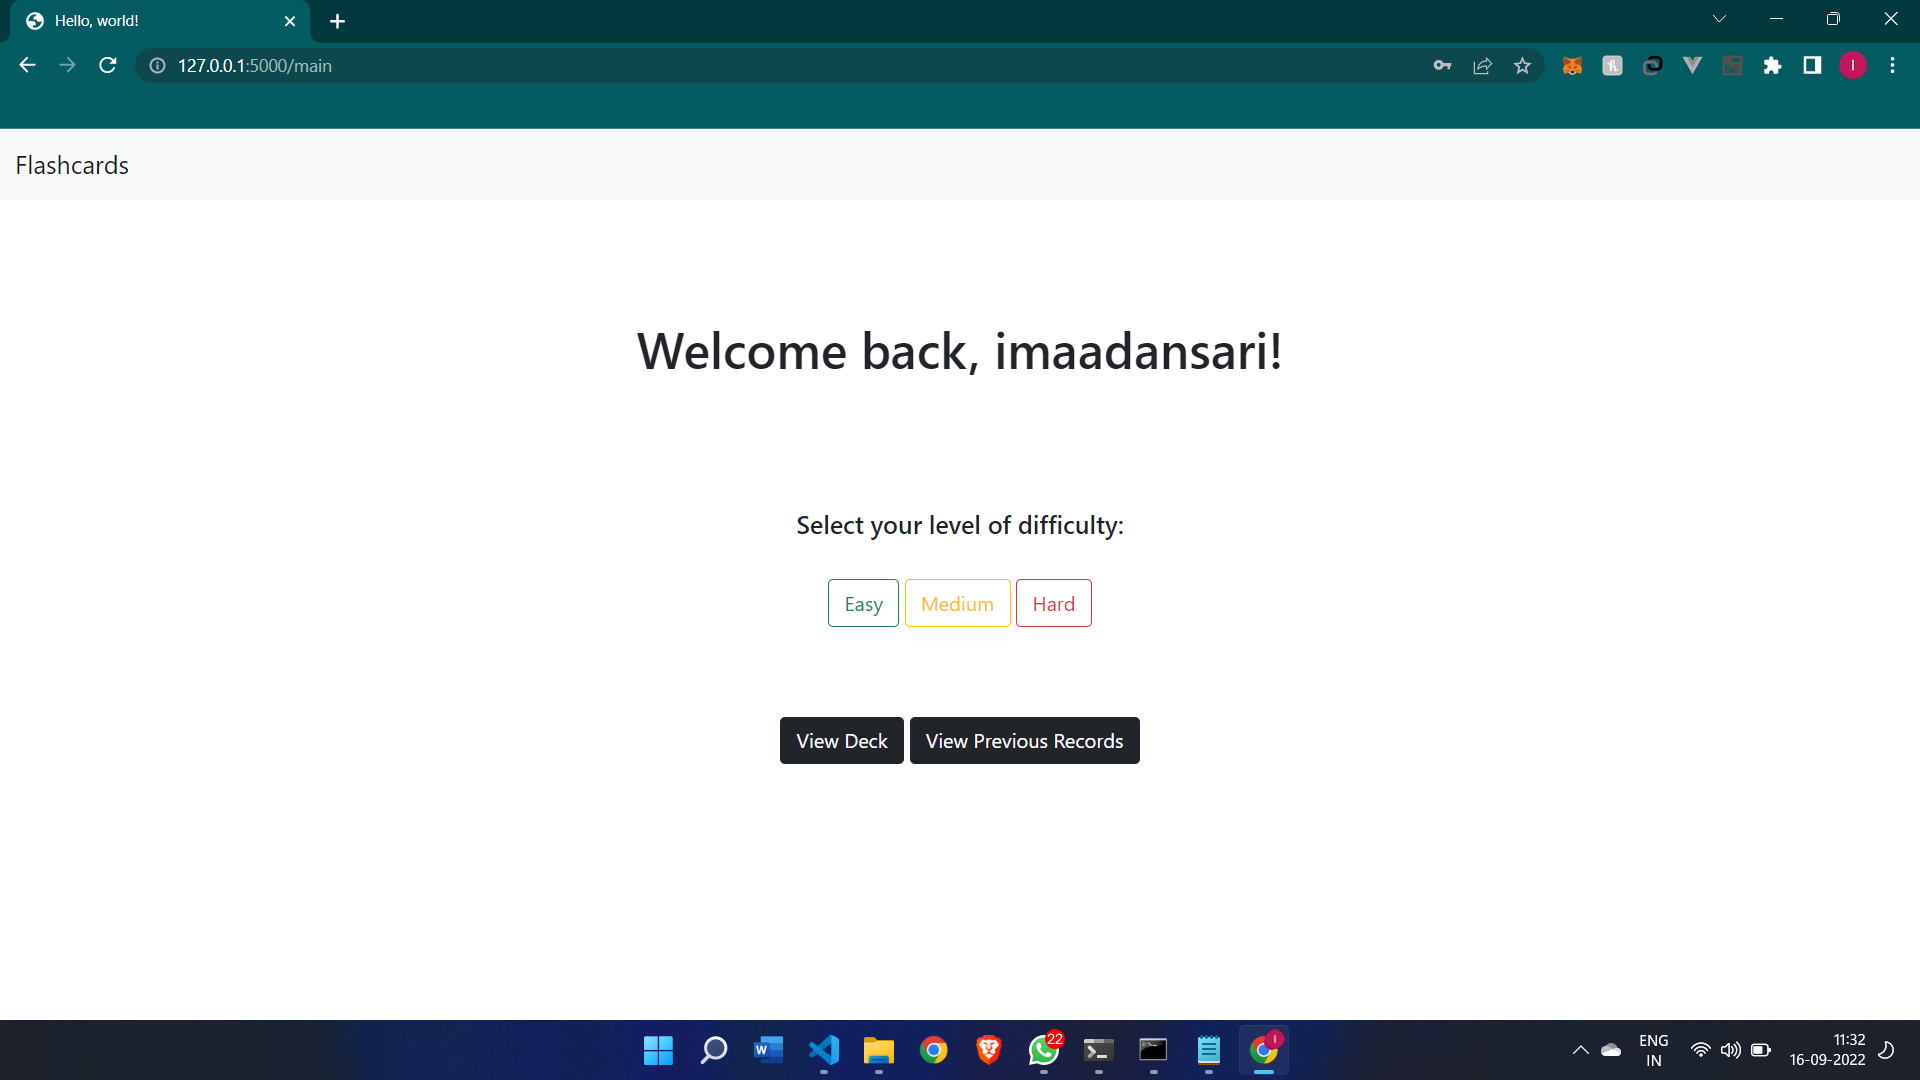 Hello, world!
127.0.0.1:5000/main
Flashcards
Welcome back, imaadansari!
Select your level of difficulty:
Easy Medium Hard
View Deck View Previous Records
22
ENG
IN
11:32
16-09-2022